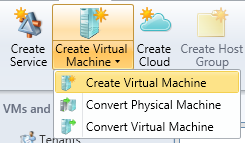 Create
Service
Create Virtual
Machine
Create
Cloud
Create Host
Group
Create Virtual Machine
VMs and
Convert Physical Machine
Convert Virtual Machine
Tenants